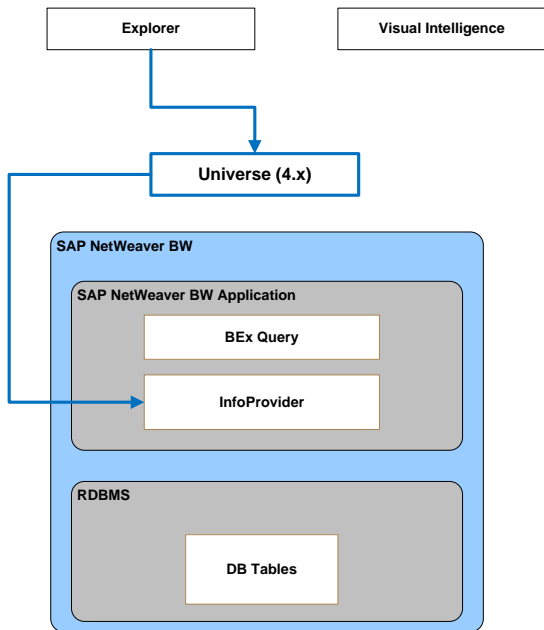 Explorer
Visual Intelligence
Universe (4.x)
SAP NetWeaver BW
SAP NetWeaver BW Application
BEx Query
InfoProvider
RDBMS
DB Tables